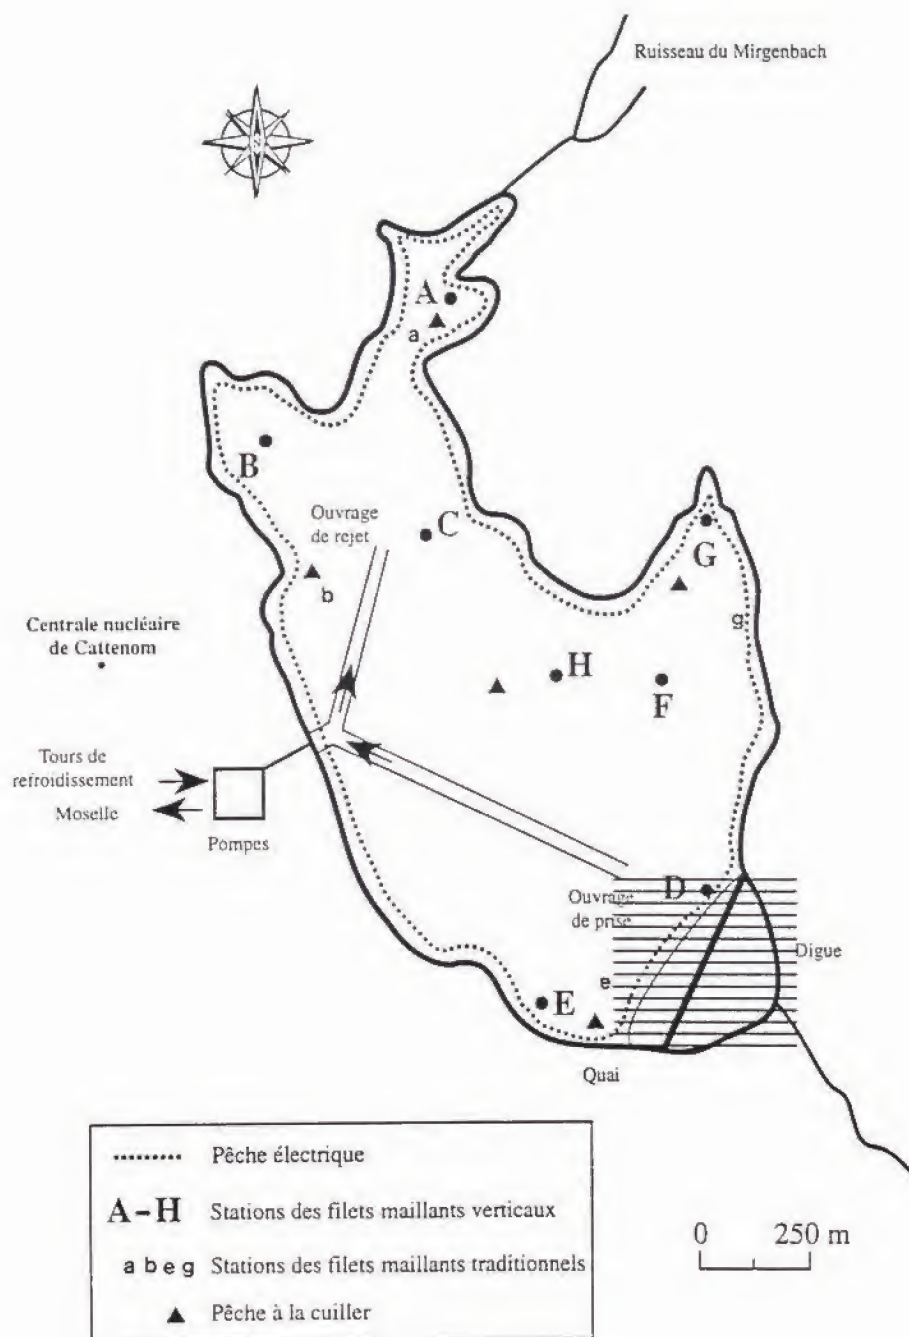 Ruisseau du Mirgenbach
A
a
B
Ouvrage
de rejet
C
G
b
g
Centrale nucléaire
de Cattenom
H
F
Tours de
refroidissement
Moselle
Pompes
D
Ouvrage
de prise
Digue
e
E
Quai
Pêche électrique
A-H Stations des filets maillants verticaux
a b e g Stations des filets maillants traditionnels
Pêche à la cuiller
0 250 m